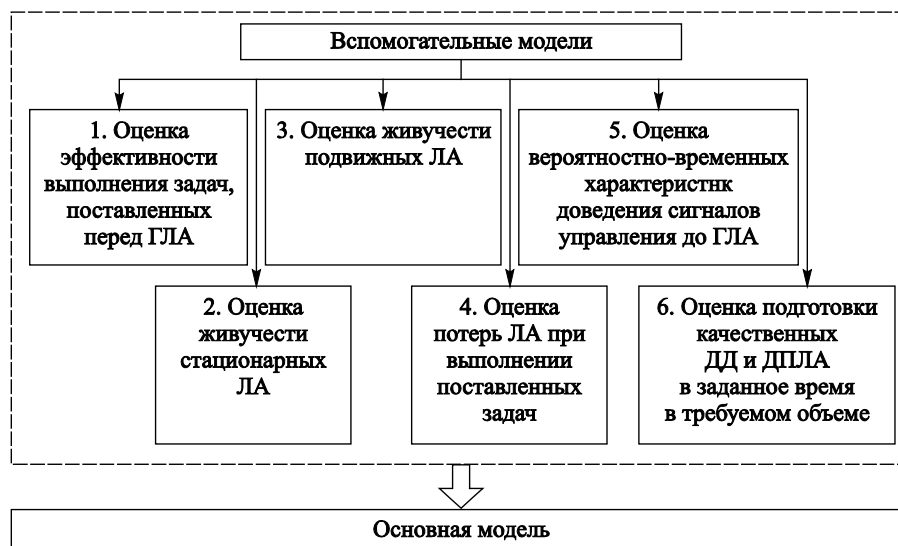 Вспомогательные модели
1. Оценка
эффективности
выполнения задач,
поставленных
перед ГЛА
3. Оценка живучести
подвижных ЛА
5. Оценка
вероятностно-временных
характеристнк
доведения сигналов
управления до ГЛА
2. Оценка
живучести
стационарных
ЛА
4. Оценка
потерь ЛА при
выполнении
поставленных
задач
6. Оценка подготовки
качественных
ДД и ДПЛА
в заданное время
в требуемом объеме
Основная модель